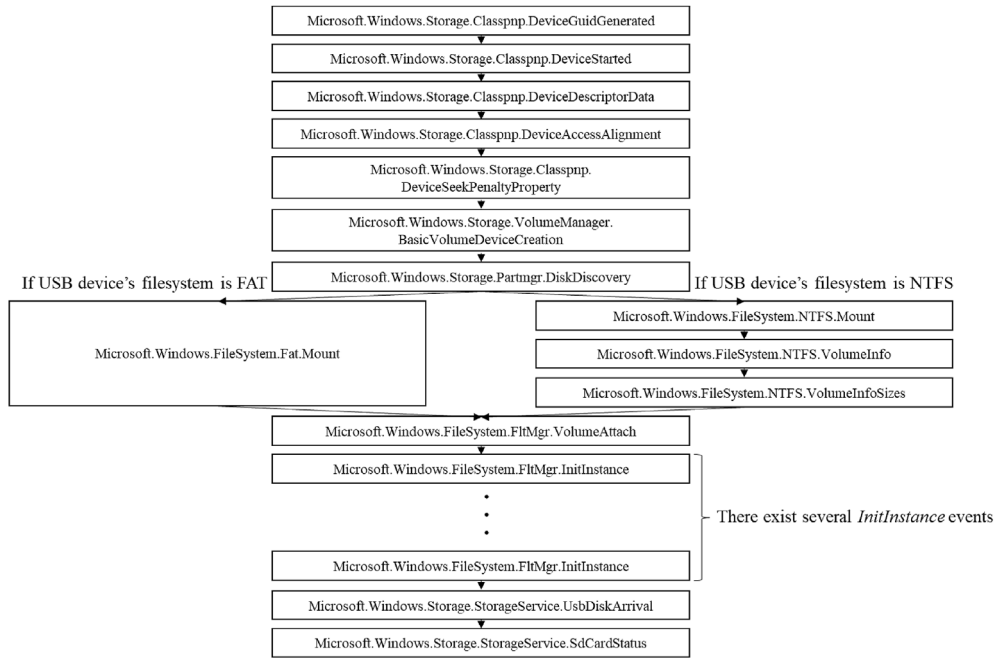 Microsoft.Windows.Storage.Classpnp.DeviceGuidGenerated
Microsoft.Windows.Storage.Classpnp.DeviceStarted
Microsoft.Windows.Storage.Classpnp.DeviceDescriptorData
Microsoft.Windows.Storage.Classpnp.DeviceAccessAlignment
Microsoft.Windows.Storage.Classpnp.
DeviceSeekPenaltyProperty
Microsoft.Windows.Storage.VolumeManager.
BasicVolumeDeviceCreation
Microsoft.Windows.Storage.Partmgr.DiskDiscovery
If USB device’s filesystem is FAT
If USB device’s filesystem is NTFS
Microsoft.Windows.FileSystem.Fat.Mount
Microsoft.Windows.FileSystem.NTFS.Mount
Microsoft.Windows.FileSystem.NTFS.VolumeInfo
Microsoft.Windows.FileSystem.NTFS.VolumeInfoSizes
Microsoft.Windows.FileSystem.FltMgr.VolumeAttach
Microsoft.Windows.FileSystem.FltMgr.InitInstance
There exist several InitInstance events
Microsoft.Windows.FileSystem.FltMgr.InitInstance
Microsoft.Windows.Storage.StorageService.UsbDiskArrival
Microsoft.Windows.Storage.StorageService.SdCardStatus